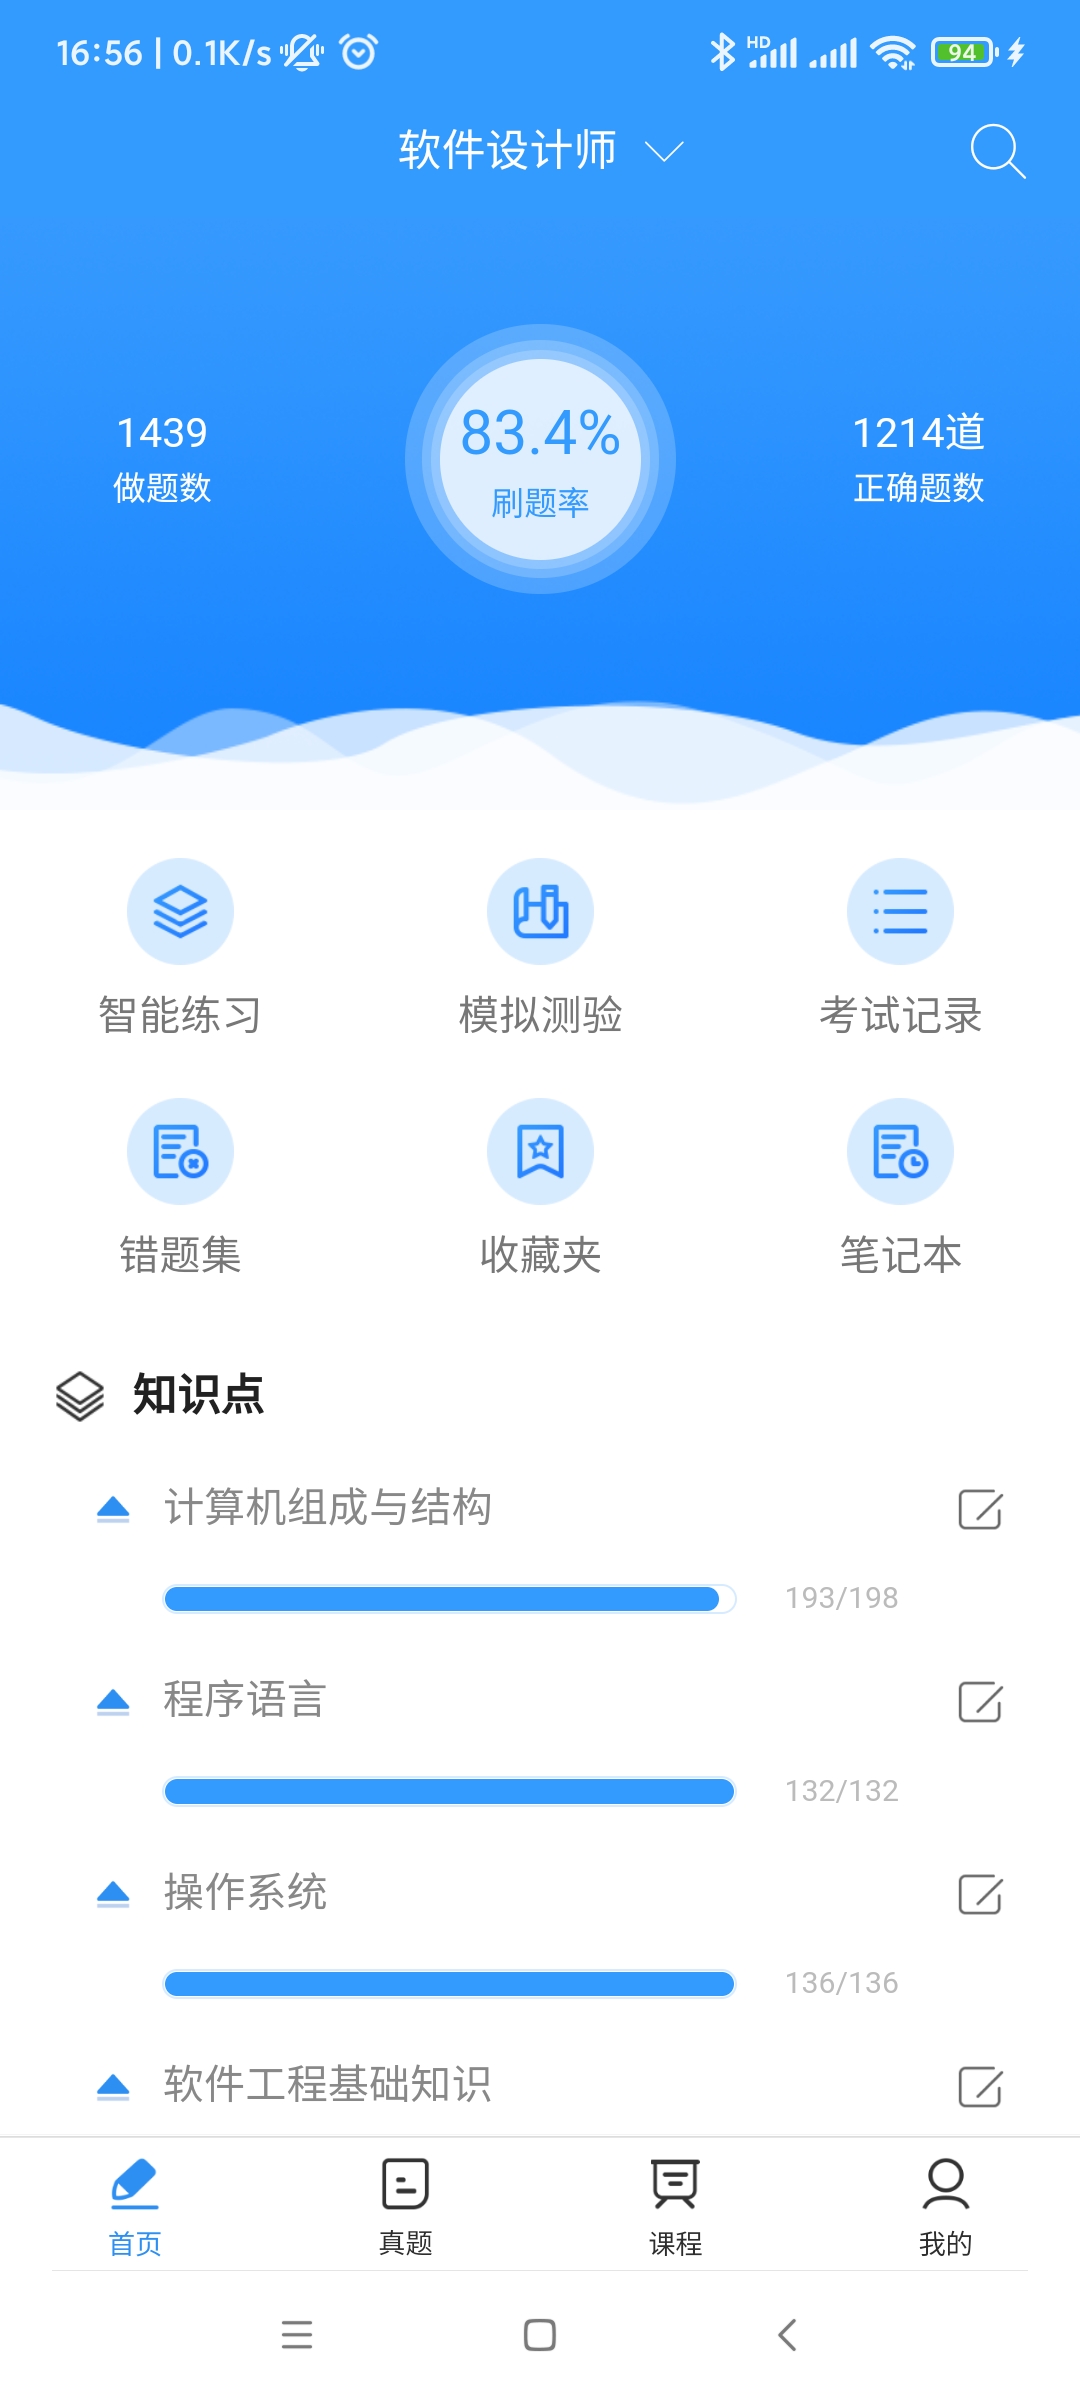 16:56 | 0.1K/s
HD
94
软件设计师
1439
做题数
83.4%
刷题率
1214道
正确题数
智能练习
模拟测验
考试记录
错题集
收藏夹
笔记本
知识点
计算机组成与结构
193/198
程序语言
132/132
操作系统
136/136
软件工程基础知识
首页
真题
课程
我的